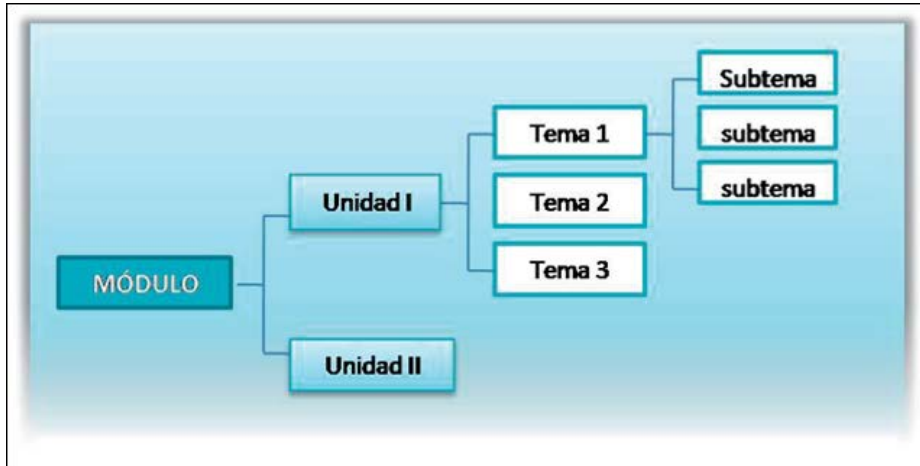 MÓDULO
Unidad I
Tema 1
Subtema
subtema
subtema
Tema 2
Tema 3
Unidad II